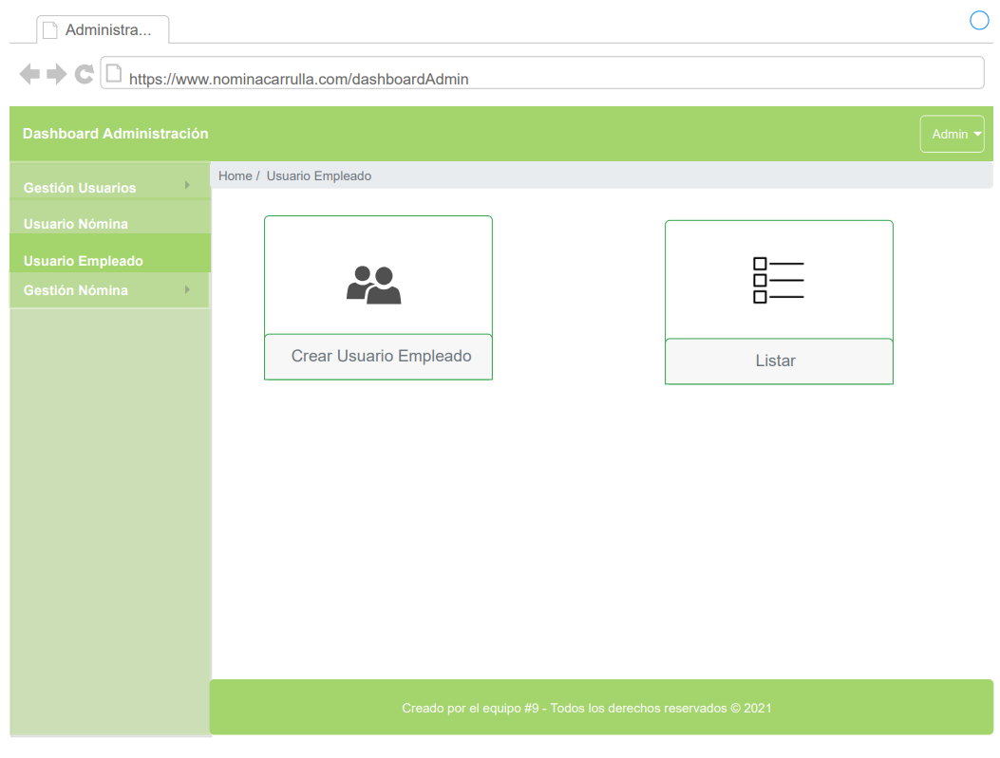 Administra...
https://www.nominacarrulla.com/dashboardAdmin
Dashboard Administración
Admin
Home / Usuario Empleado
Gestión Usuarios
Usuario Nómina
Usuario Empleado
Gestión Nómina
Crear Usuario Empleado
Listar
Creado por el equipo #9 - Todos los derechos reservados © 2021